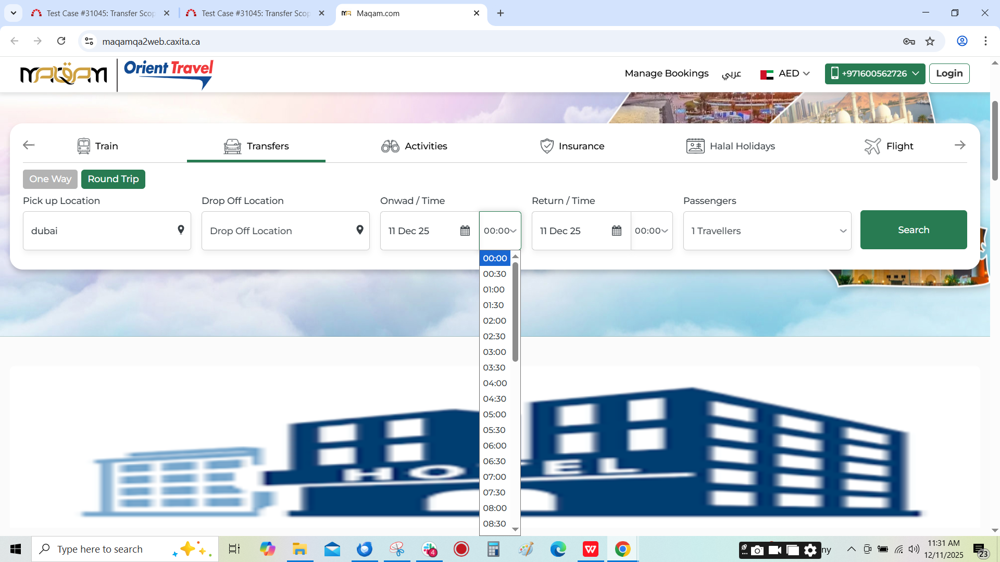 Test Case #31045: Transfer Scop
Test Case #31045: Transfer Scop
Maqam.com
maqamqa2web.caxita.ca
MAQAM
Orient Travel
Manage Bookings
عربي
AED
+971600562726
Login
Train
Transfers
Activities
Insurance
Halal Holidays
Flight
One Way
Round Trip
Pick up Location
Drop Off Location
Onwad / Time
Return / Time
Passengers
dubai
Drop Off Location
11 Dec 25
00:00
11 Dec 25
00:00
1 Travellers
Search
00:00
00:30
01:00
01:30
02:00
02:30
03:00
03:30
04:00
04:30
05:00
05:30
06:00
06:30
07:00
07:30
08:00
08:30
HOTEL
Type here to search
4
ny
11:31 AM
12/11/2025
23